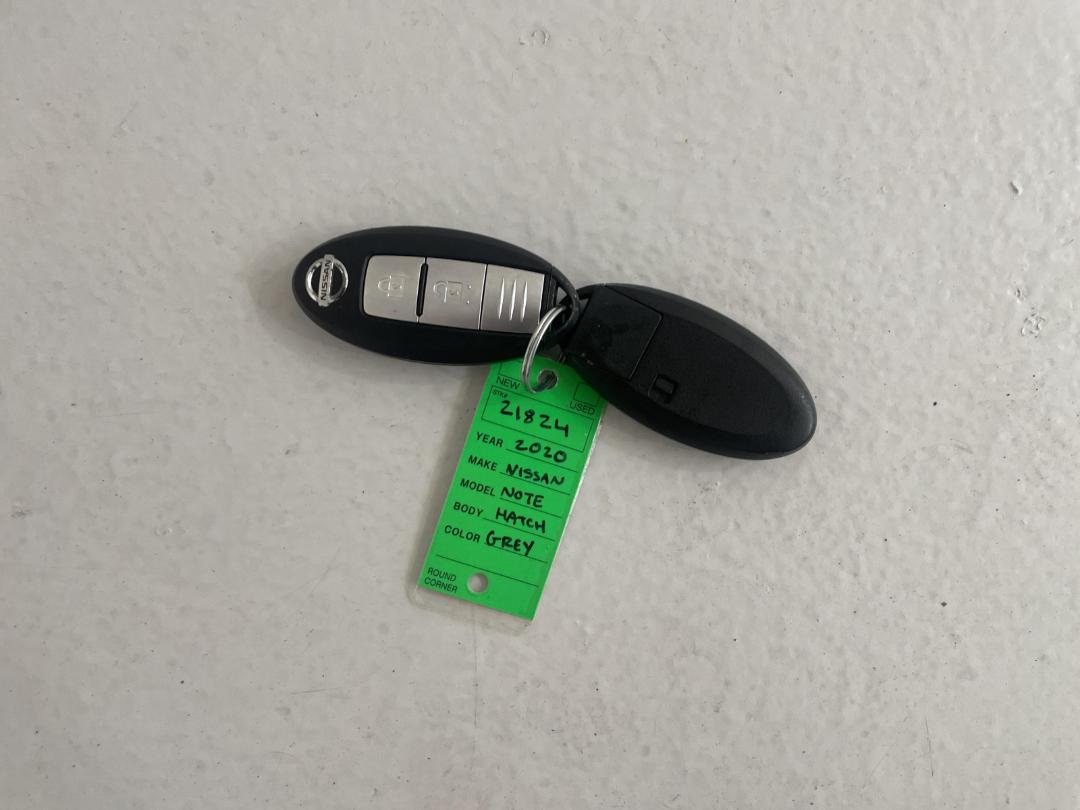 NISSAN
NEW
USED
STK#
21824
YEAR 2020
MAKE NISSAN
MODEL NOTE
BODY HATCH
COLOR GREY
ROUND
CORNER